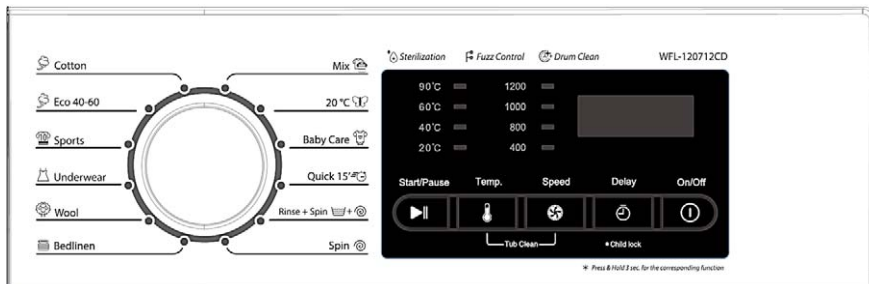 Sterilization Fuzz Control Drum Clean WFL-120712CD
Cotton Mix
Eco 40-60 20 °C
Sports Baby Care
Underwear Quick 15'
Wool Rinse + Spin +
Bedlinen Spin
90°C 1200
60°C 1000
40°C 800
20°C 400
Start/Pause Temp. Speed Delay On/Off
Tub Clean • Child lock
* Press & Hold 3 sec. for the corresponding function